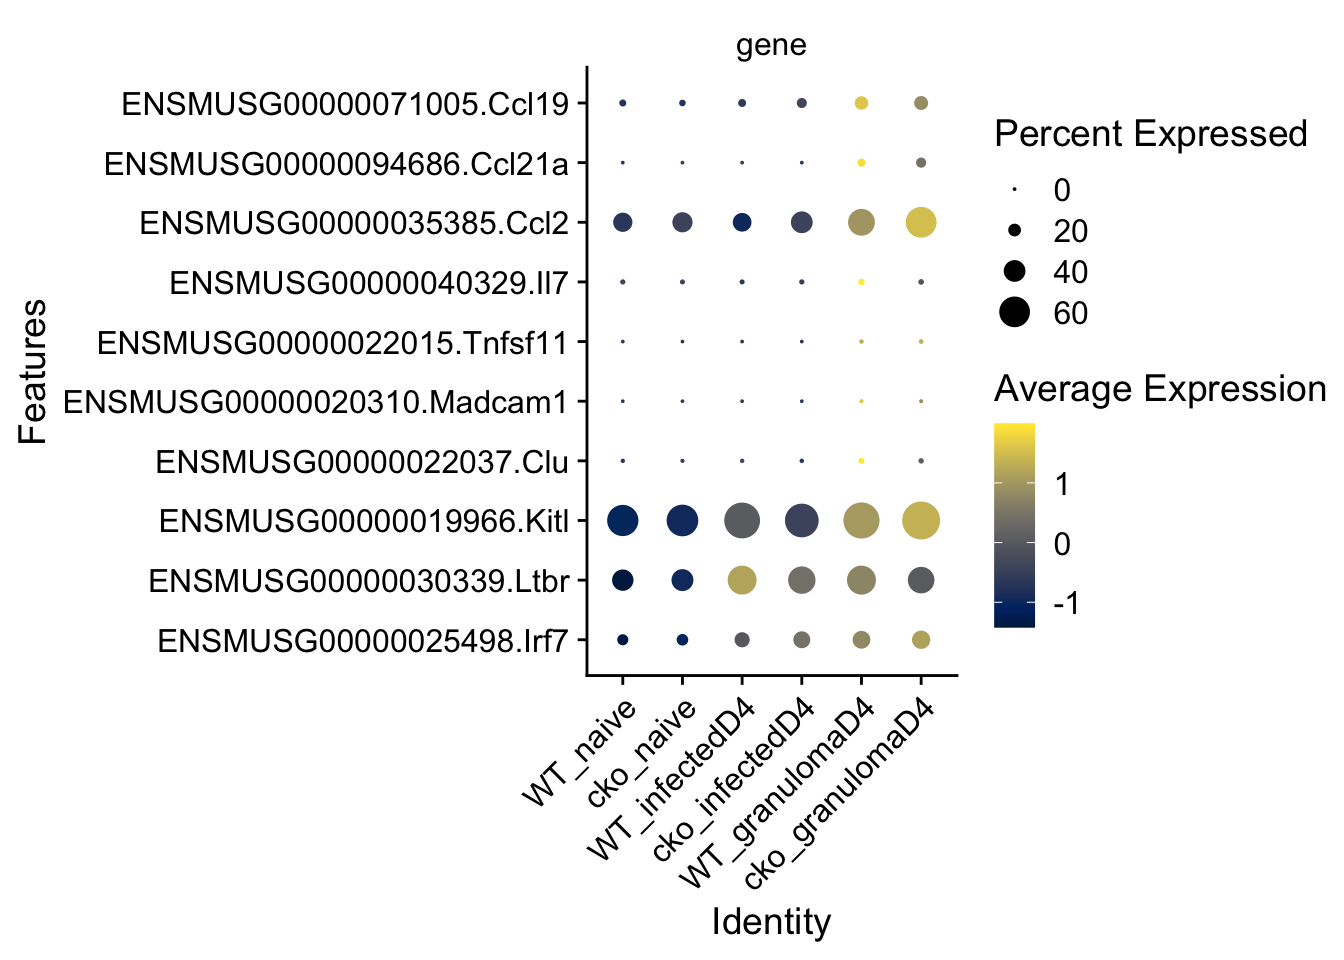 gene
ENSMUSG00000071005.Ccl19
ENSMUSG00000094686.Ccl21a
ENSMUSG00000035385.Ccl2
ENSMUSG00000040329.Il7
ENSMUSG00000022015.Tnfsf11
ENSMUSG00000020310.Madcam1
ENSMUSG00000022037.Clu
ENSMUSG00000019966.Kitl
ENSMUSG00000030339.Ltbr
ENSMUSG00000025498.Irf7
Features
WT_naive
cko_naive
WT_infectedD4
cko_infectedD4
WT_granulomaD4
cko_granulomaD4
Identity
Percent Expressed
0
20
40
60
Average Expression
1
0
-1